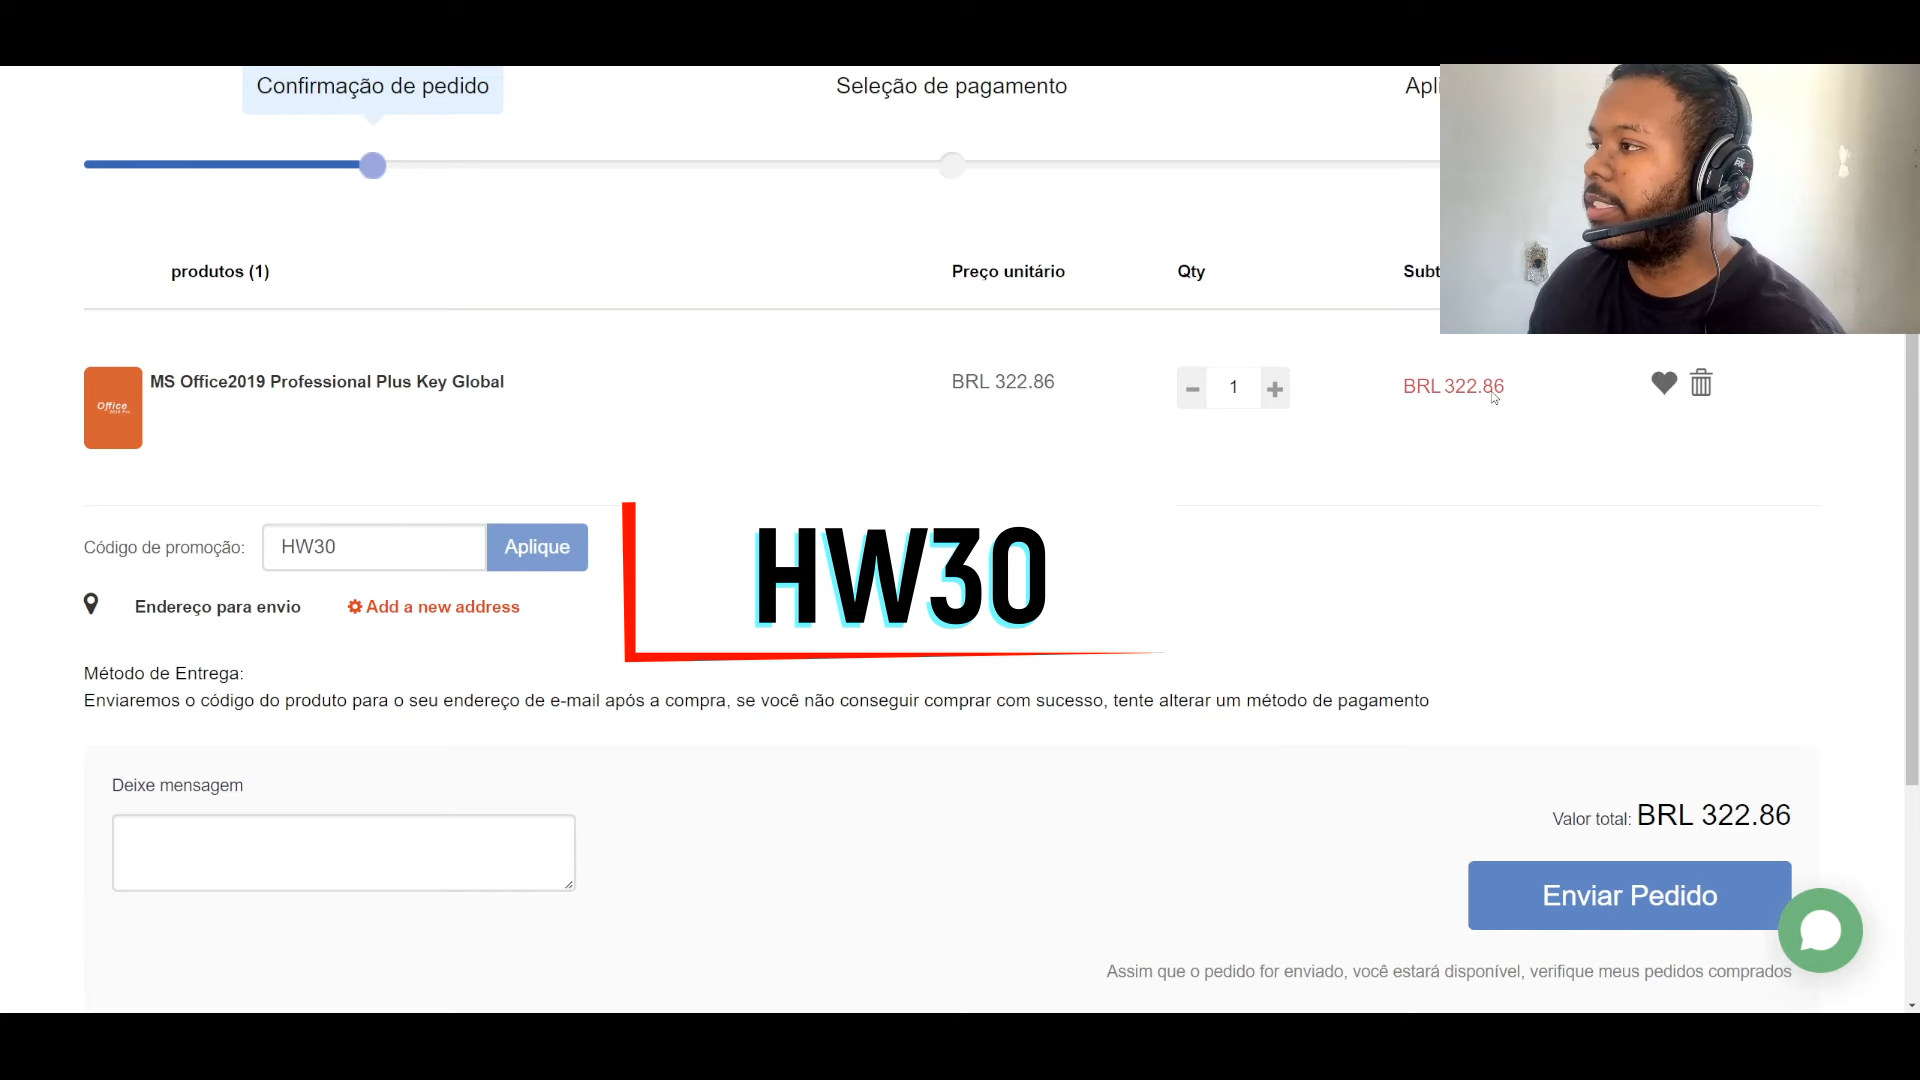 Confirmação de pedido
Seleção de pagamento
Apli
produtos (1)
Preço unitário
Qty
Subt
Office
MS Office2019 Professional Plus Key Global
BRL 322.86
1
BRL 322.86
Código de promoção:
HW30
Aplique
HW30
Endereço para envio
Add a new address
Método de Entrega:
Enviaremos o código do produto para o seu endereço de e-mail após a compra, se você não conseguir comprar com sucesso, tente alterar um método de pagamento
Deixe mensagem
Valor total: BRL 322.86
Enviar Pedido
Assim que o pedido for enviado, você estará disponível, verifique meus pedidos comprados